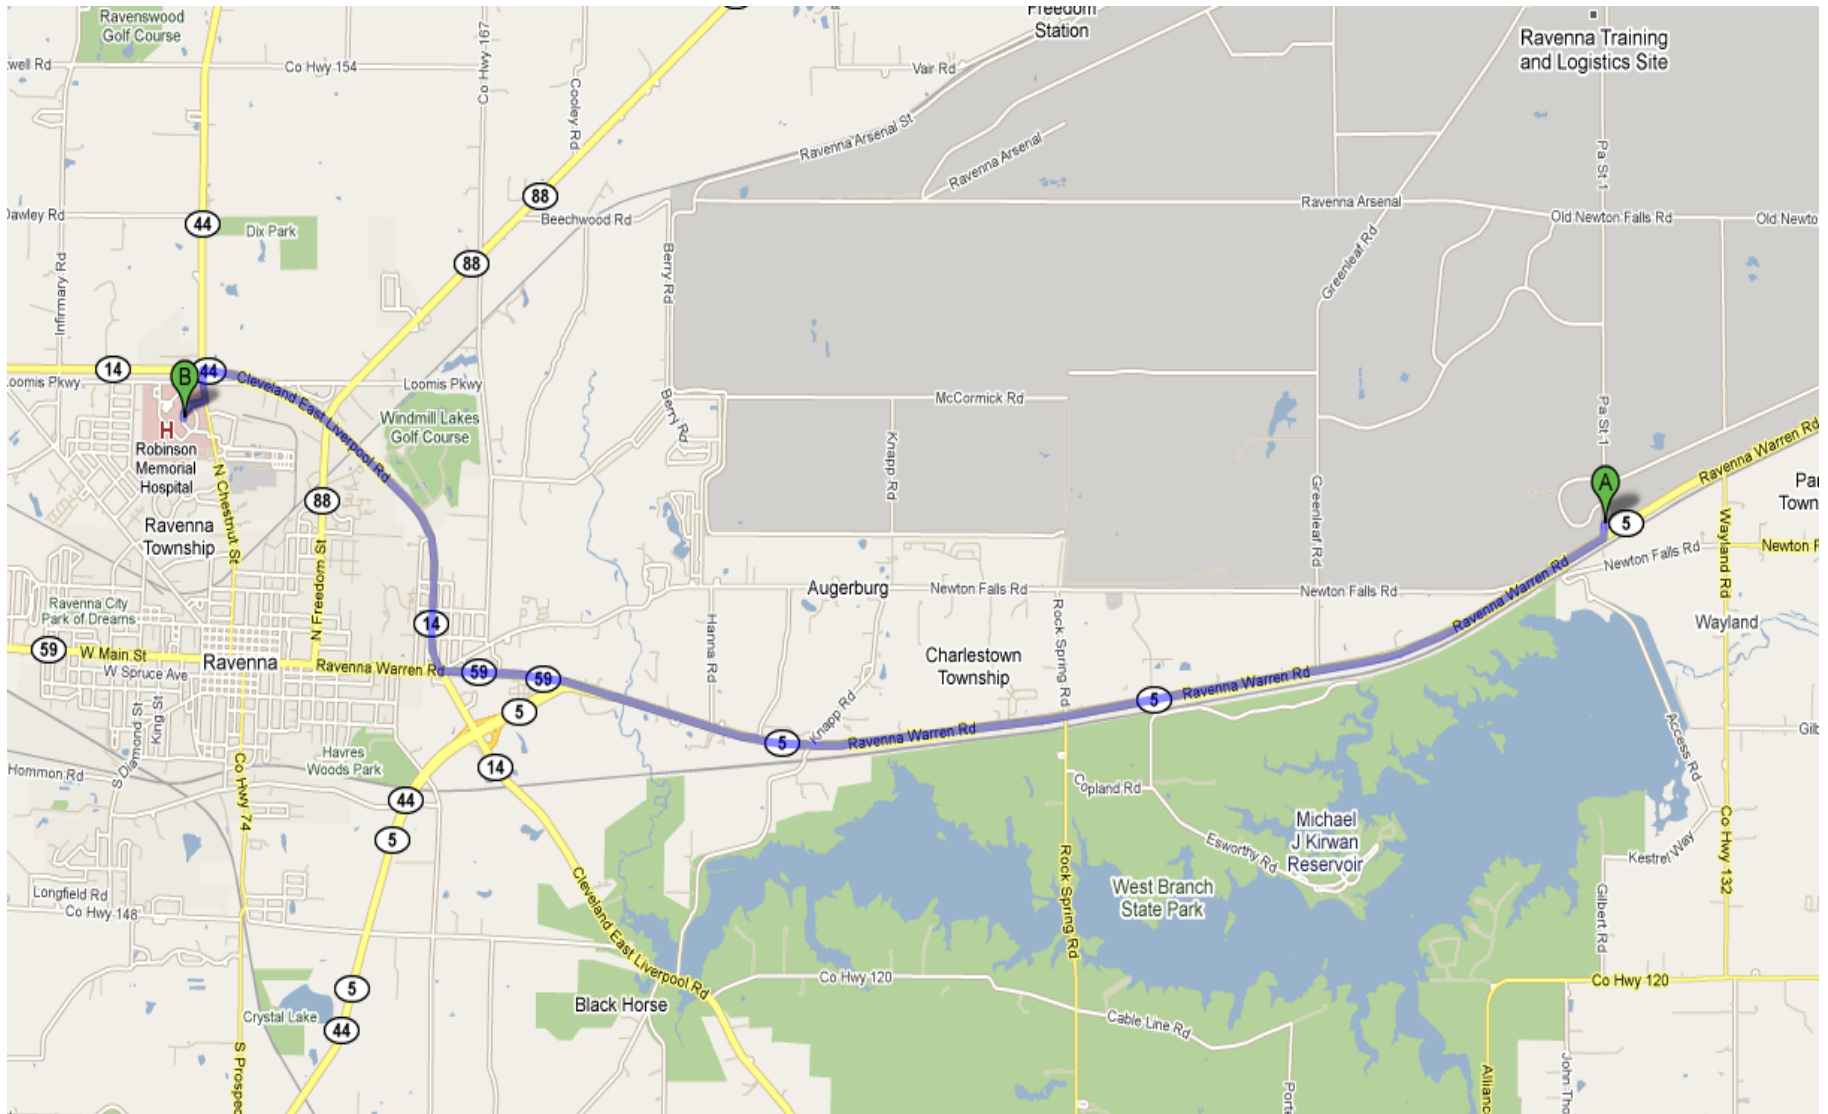 Ravenswood
Golf Course
Co Hwy 154
Co Hwy 167
Cooley Rd
Vair Rd
Freedom
Station
Ravenna Training
and Logistics Site
Ravenna Arsenal St
Ravenna Arsenal
Pa St 1
88
Dawley Rd
44
Dix Park
Beechwood Rd
Ravenna Arsenal
Old Newton Falls Rd
Old Newto
Infirmary Rd
88
Berry Rd
Greenleaf Rd
14
B
44
Cleveland East Liverpool Rd
Loomis Pkwy
Loomis Pkwy
Windmill Lakes
Golf Course
Berry Rd
McCormick Rd
Pa St 1
H
Robinson
Memorial
Hospital
N Chestnut St
Knapp Rd
Greenleaf Rd
A
5
Ravenna Warren Rd
Par
Town
88
Ravenna
Township
N Freedom St
Wayland Rd
Newton Falls Rd
Newton F
Ravenna City
Park of Dreams
14
Hanna Rd
Augerburg
Newton Falls Rd
Rock Spring Rd
Newton Falls Rd
Ravenna Warren Rd
Wayland
59
W Main St
Ravenna
Ravenna Warren Rd
W Spruce Ave
59
59
Charlestown
Township
5
Ravenna Warren Rd
S Diamond St
King St
5
Knapp Rd
5
Ravenna Warren Rd
Access Rd
Gilb
Havres
Woods Park
14
Hommon Rd
Co Hwy 74
44
5
Copland Rd
Michael
J Kirwan
Reservoir
Esworthy Rd
Kestrel Way
Co Hwy 132
Longfield Rd
Co Hwy 148
Cleveland East Liverpool Rd
Rock Spring Rd
West Branch
State Park
Gilbert Rd
5
Crystal Lake
44
Black Horse
Co Hwy 120
Cable Line Rd
Co Hwy 120
S Prospec
Porte
Allianc
John Tho